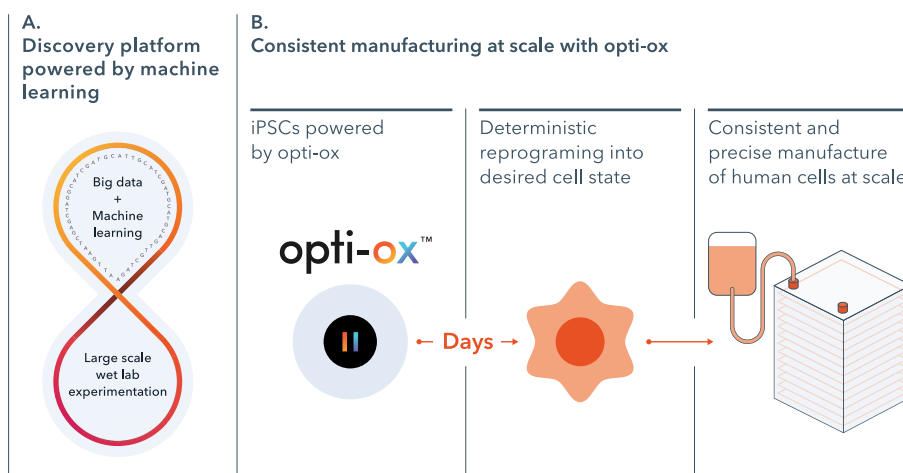 A.
Discovery platform
powered by machine
learning
Big data
+
Machine
learning
Large scale
wet lab
experimentation
B.
Consistent manufacturing at scale with opti-ox
iPSCs powered
by opti-ox
opti-ox™
Days
Deterministic
reprograming into
desired cell state
Consistent and
precise manufacture
of human cells at scale